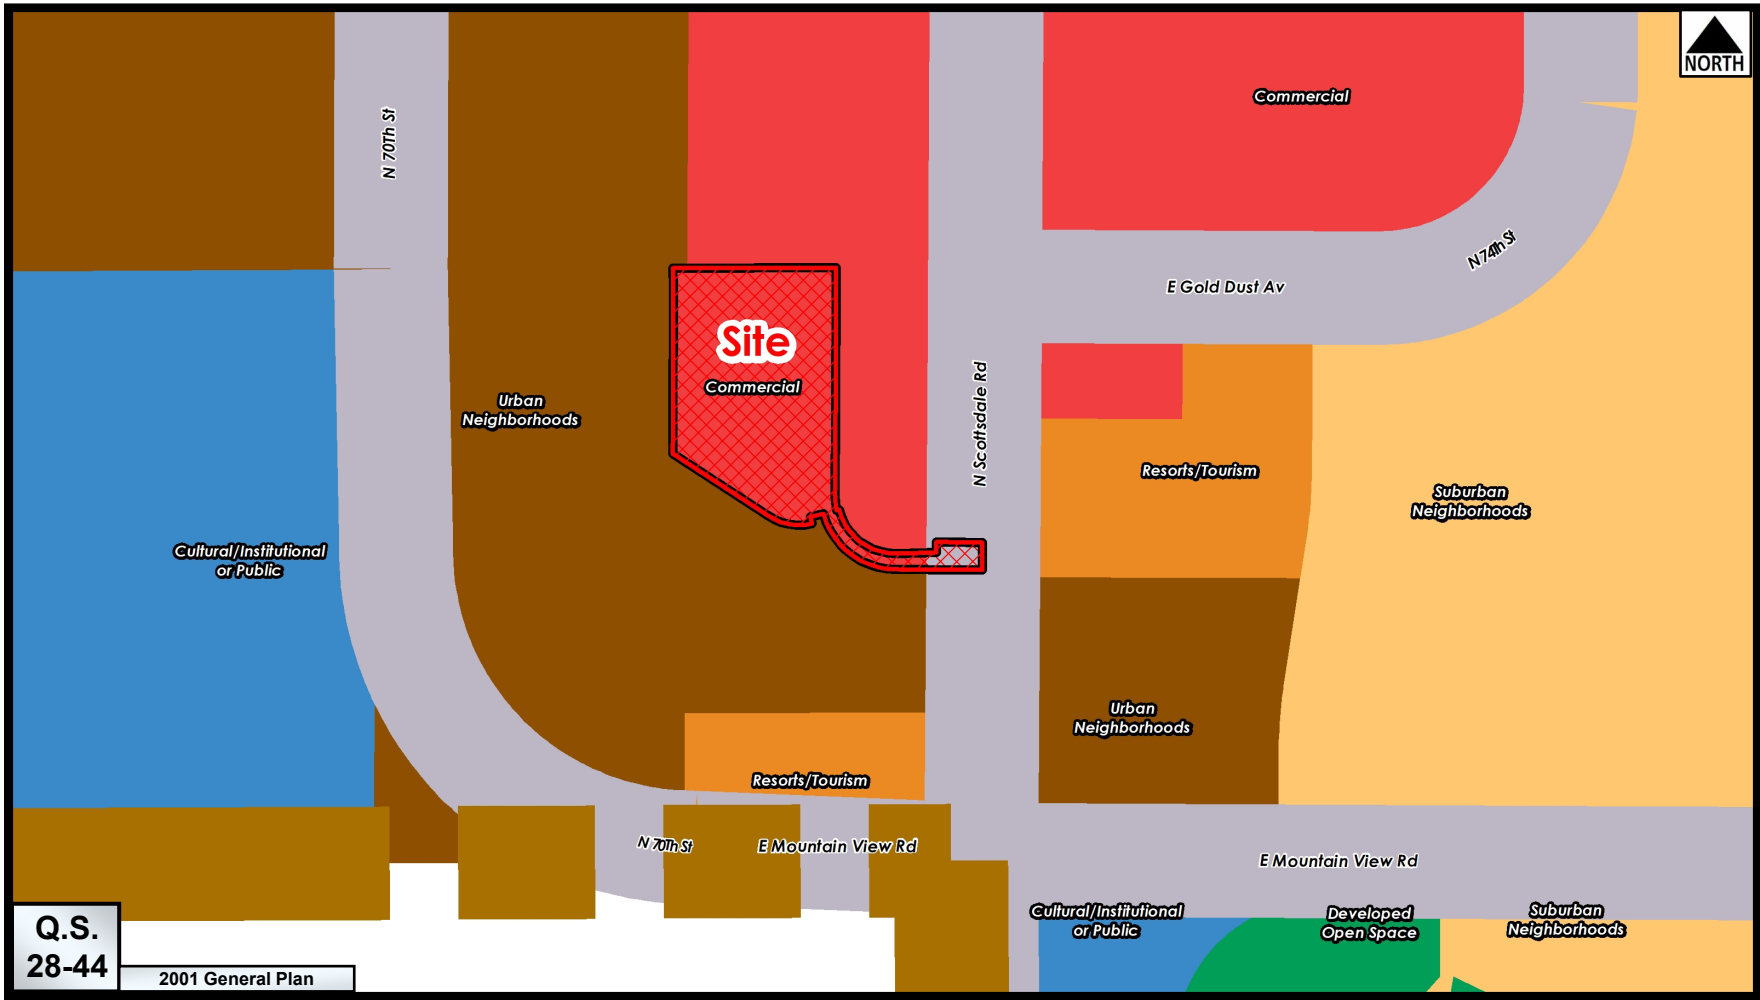 NORTH
Commercial
N 70Th St
N 74Th St
E Gold Dust Av
Site
Commercial
N Scottsdale Rd
Urban
Neighborhoods
Resorts/Tourism
Suburban
Neighborhoods
Cultural/Institutional
or Public
Urban
Neighborhoods
Resorts/Tourism
N 70Th St
E Mountain View Rd
E Mountain View Rd
Cultural/Institutional
or Public
Developed
Open Space
Suburban
Neighborhoods
Q.S.
28-44
2001 General Plan